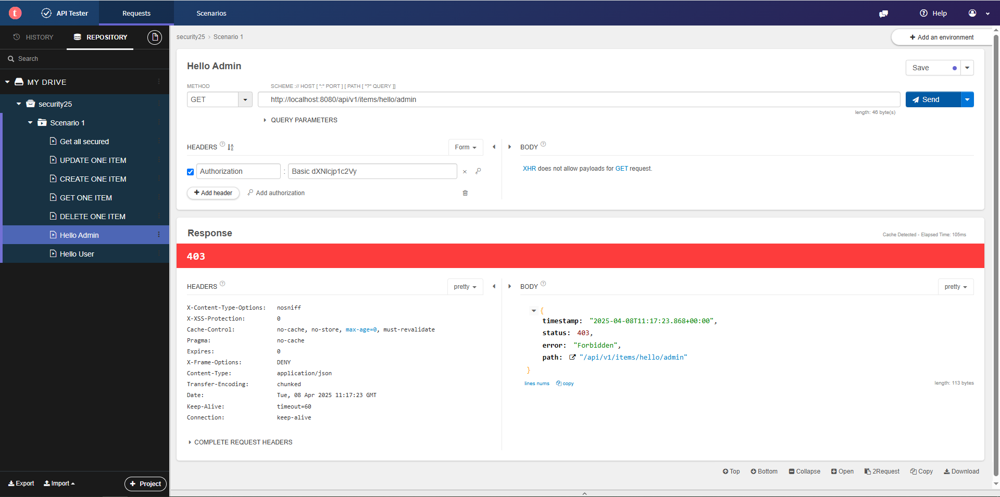 t API Tester Requests Scenarios Help
HISTORY REPOSITORY
Search
MY DRIVE
security25
Scenario 1
Get all secured
UPDATE ONE ITEM
CREATE ONE ITEM
GET ONE ITEM
DELETE ONE ITEM
Hello Admin
Hello User
Export Import + Project
security25 › Scenario 1
+ Add an environment
Hello Admin
Save
METHOD SCHEME :// HOST [ ":" PORT ] [ PATH [ "?" QUERY ]]
GET http://localhost:8080/api/v1/items/hello/admin Send
length: 46 byte(s)
QUERY PARAMETERS
HEADERS ? Form BODY ?
Authorization : Basic dXNlcjp1c2Vy ×
XHR does not allow payloads for GET request.
+ Add header Add authorization
Response
Cache Detected - Elapsed Time: 105ms
403
HEADERS ? pretty BODY ? pretty
X-Content-Type-Options: nosniff
X-XSS-Protection: 0
Cache-Control: no-cache, no-store, max-age=0, must-revalidate
Pragma: no-cache
Expires: 0
X-Frame-Options: DENY
Content-Type: application/json
Transfer-Encoding: chunked
Date: Tue, 08 Apr 2025 11:17:23 GMT
Keep-Alive: timeout=60
Connection: keep-alive
COMPLETE REQUEST HEADERS
{
timestamp: "2025-04-08T11:17:23.868+00:00",
status: 403,
error: "Forbidden",
path: "/api/v1/items/hello/admin"
}
lines nums copy length: 113 bytes
Top Bottom Collapse Open 2Request Copy Download